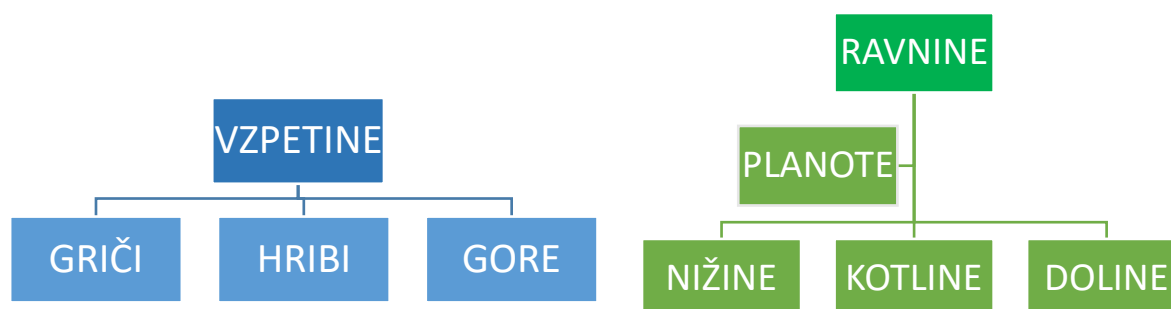 VZPETINE
GRIČI
HRIBI
GORE
RAVNINE
PLANOTE
NIŽINE
KOTLINE
DOLINE